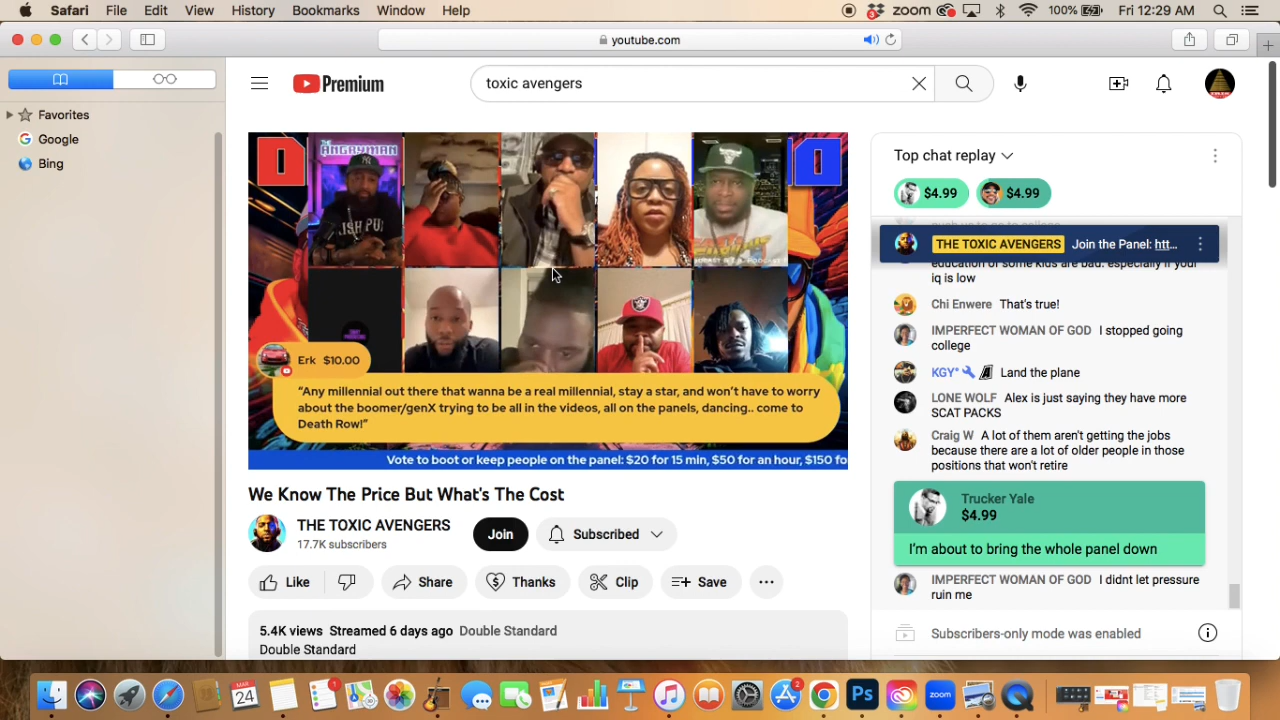 Safari File Edit View History Bookmarks Window Help
zoom 100% Fri 12:29 AM
youtube.com
Premium
toxic avengers
Favorites
Google
Bing
THE ANGRYMAN
Erk $10.00
“Any millennial out there that wanna be a real millennial, stay a star, and won’t have to worry
about the boomer/genX trying to be all in the videos, all on the panels, dancing.. come to
Death Row!”
Vote to boot or keep people on the panel: $20 for 15 min, $50 for an hour, $150 fo
We Know The Price But What's The Cost
THE TOXIC AVENGERS
17.7K subscribers
Join
Subscribed
Like
Share
Thanks
Clip
Save
5.4K views Streamed 6 days ago Double Standard
Double Standard
Top chat replay
$4.99 $4.99
THE TOXIC AVENGERS Join the Panel: htt...
education of some kids are bad. especially if your
iq is low
Chi Enwere That's true!
IMPERFECT WOMAN OF GOD I stopped going
college
KGY* Land the plane
LONE WOLF Alex is just saying they have more
SCAT PACKS
Craig W A lot of them aren't getting the jobs
because there are a lot of older people in those
positions that won't retire
Trucker Yale
$4.99
I'm about to bring the whole panel down
IMPERFECT WOMAN OF GOD I didnt let pressure
ruin me
Subscribers-only mode was enabled
MAR
24
1
2
Ps
zoom